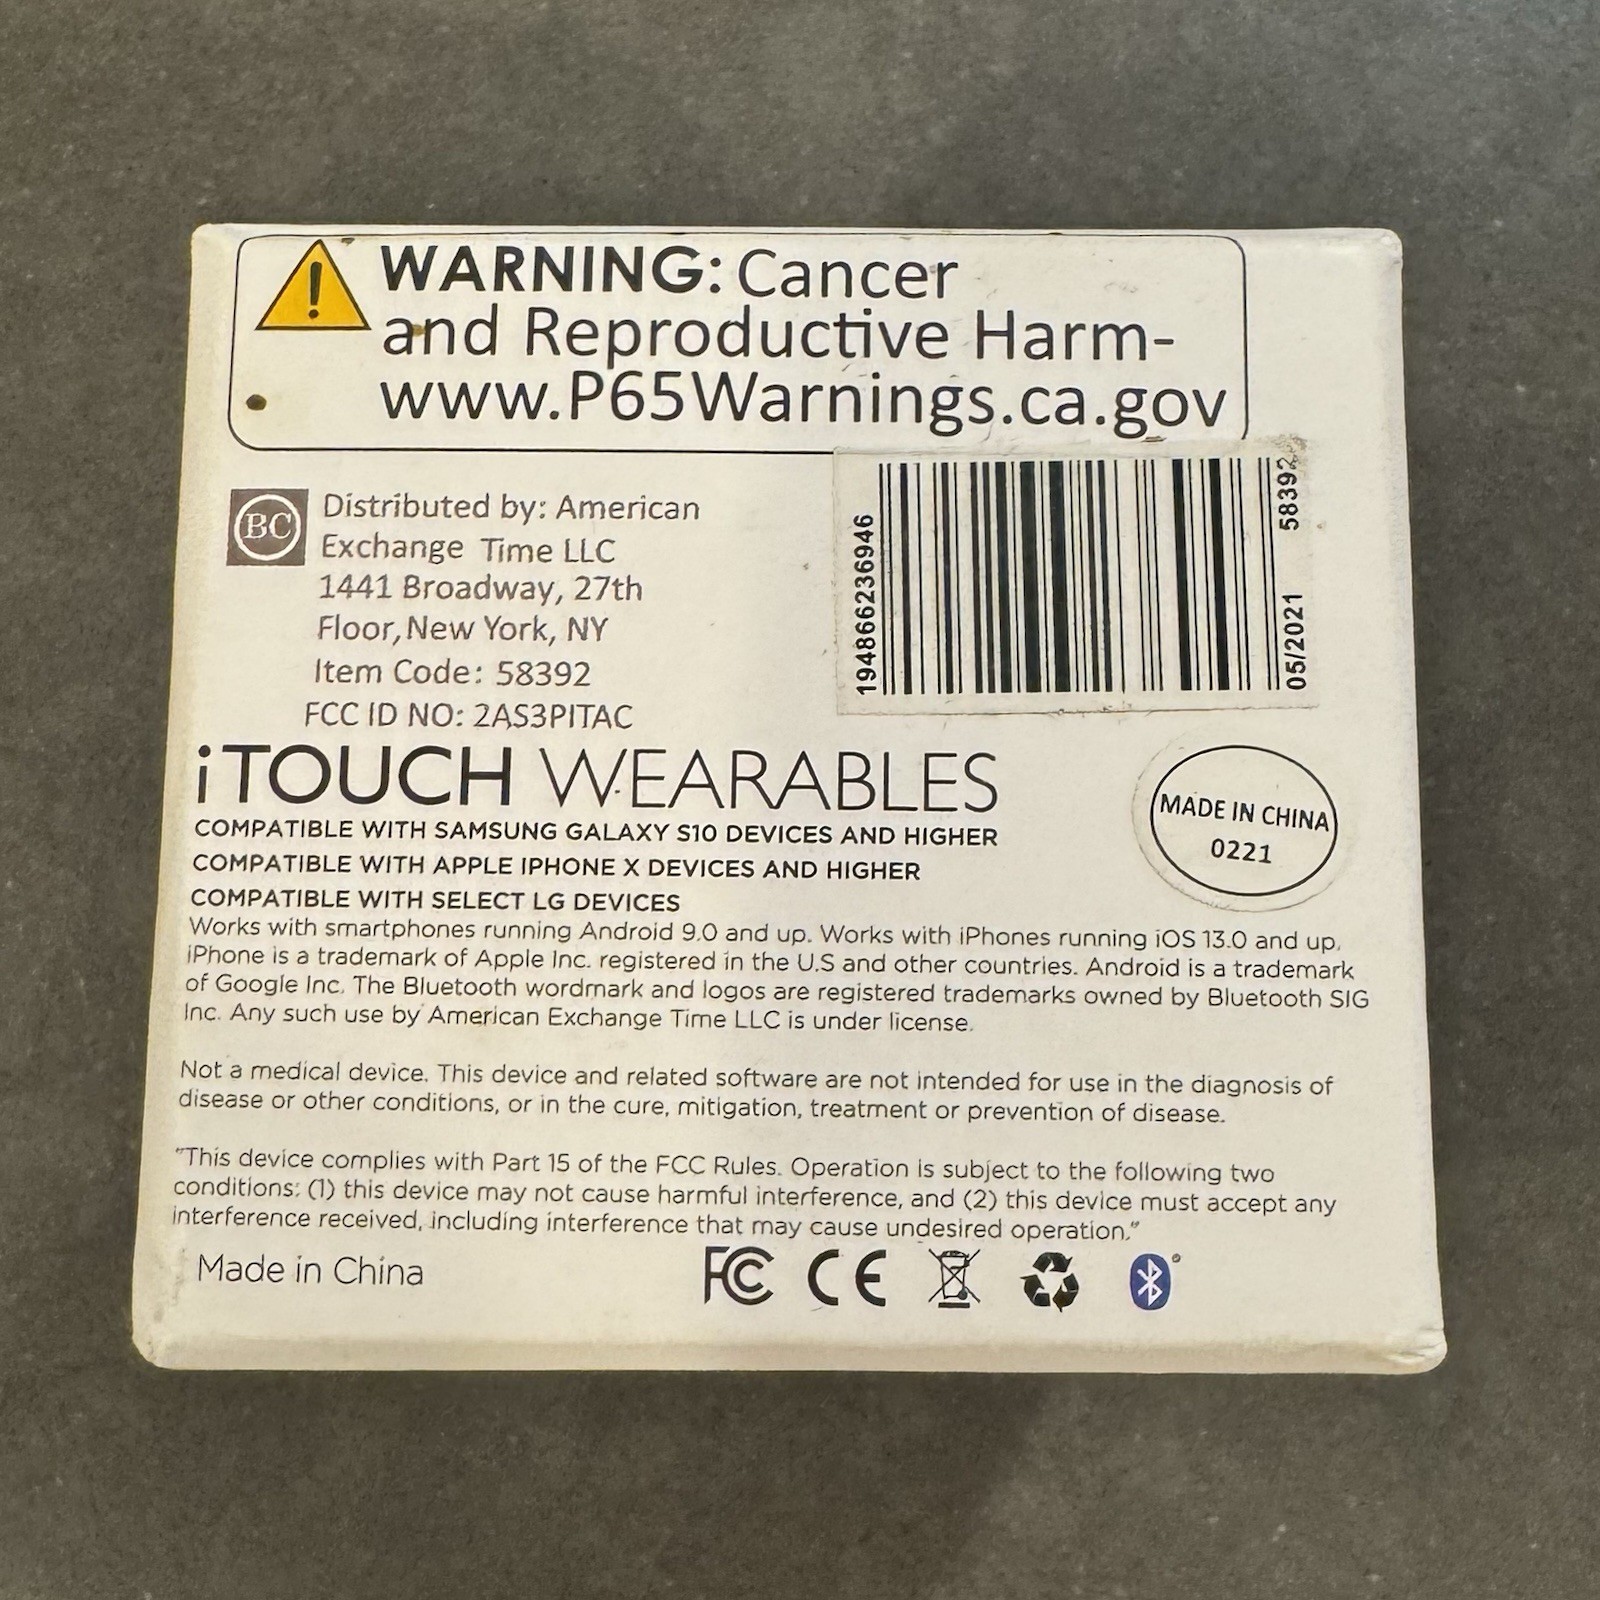 WARNING: Cancer
and Reproductive Harm-
www.P65Warnings.ca.gov
BC
Distributed by: American
Exchange Time LLC
1441 Broadway, 27th
Floor, New York, NY
Item Code: 58392
FCC ID NO: 2AS3PITAC
194866236946
58392
05/2021
iTOUCH WEARABLES
COMPATIBLE WITH SAMSUNG GALAXY S10 DEVICES AND HIGHER
COMPATIBLE WITH APPLE IPHONE X DEVICES AND HIGHER
COMPATIBLE WITH SELECT LG DEVICES
MADE IN CHINA
0221
Works with smartphones running Android 9.0 and up. Works with iPhones running iOS 13.0 and up.
iPhone is a trademark of Apple Inc. registered in the U.S and other countries. Android is a trademark
of Google Inc. The Bluetooth wordmark and logos are registered trademarks owned by Bluetooth SIG
Inc. Any such use by American Exchange Time LLC is under license.
Not a medical device. This device and related software are not intended for use in the diagnosis of
disease or other conditions, or in the cure, mitigation, treatment or prevention of disease.
"This device complies with Part 15 of the FCC Rules. Operation is subject to the following two
conditions: (1) this device may not cause harmful interference, and (2) this device must accept any
interference received, including interference that may cause undesired operation."
Made in China
FC CE